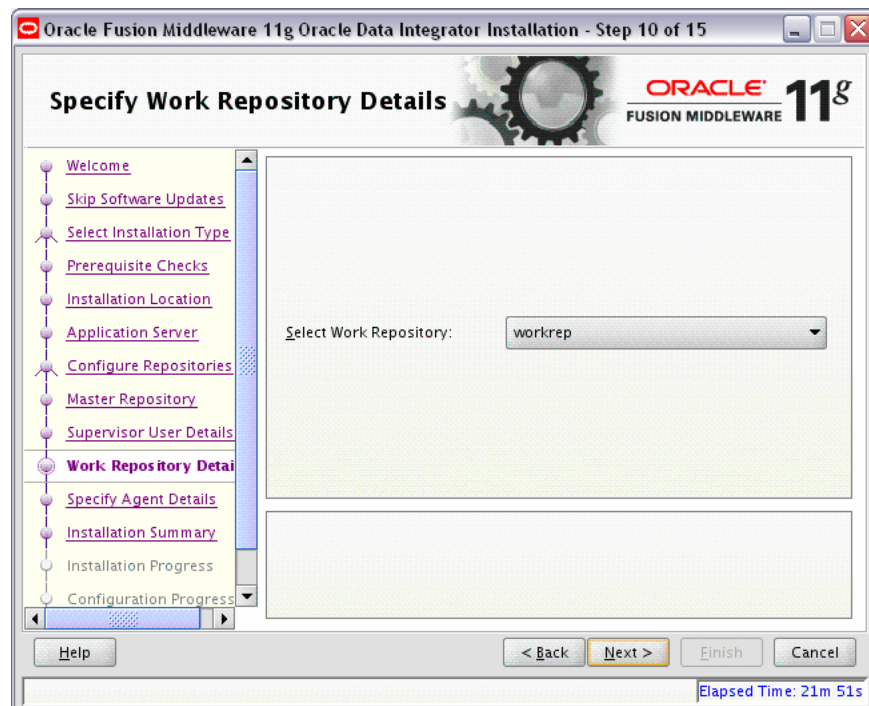 Oracle Fusion Middleware 11g Oracle Data Integrator Installation - Step 10 of 15
Specify Work Repository Details
ORACLE
FUSION MIDDLEWARE
11g
Welcome
Skip Software Updates
Select Installation Type
Prerequisite Checks
Installation Location
Application Server
Configure Repositories
Master Repository
Supervisor User Details
Work Repository Detai
Specify Agent Details
Installation Summary
Installation Progress
Configuration Progress
Select Work Repository:
workrep
Help
< Back
Next >
Finish
Cancel
Elapsed Time: 21m 51s